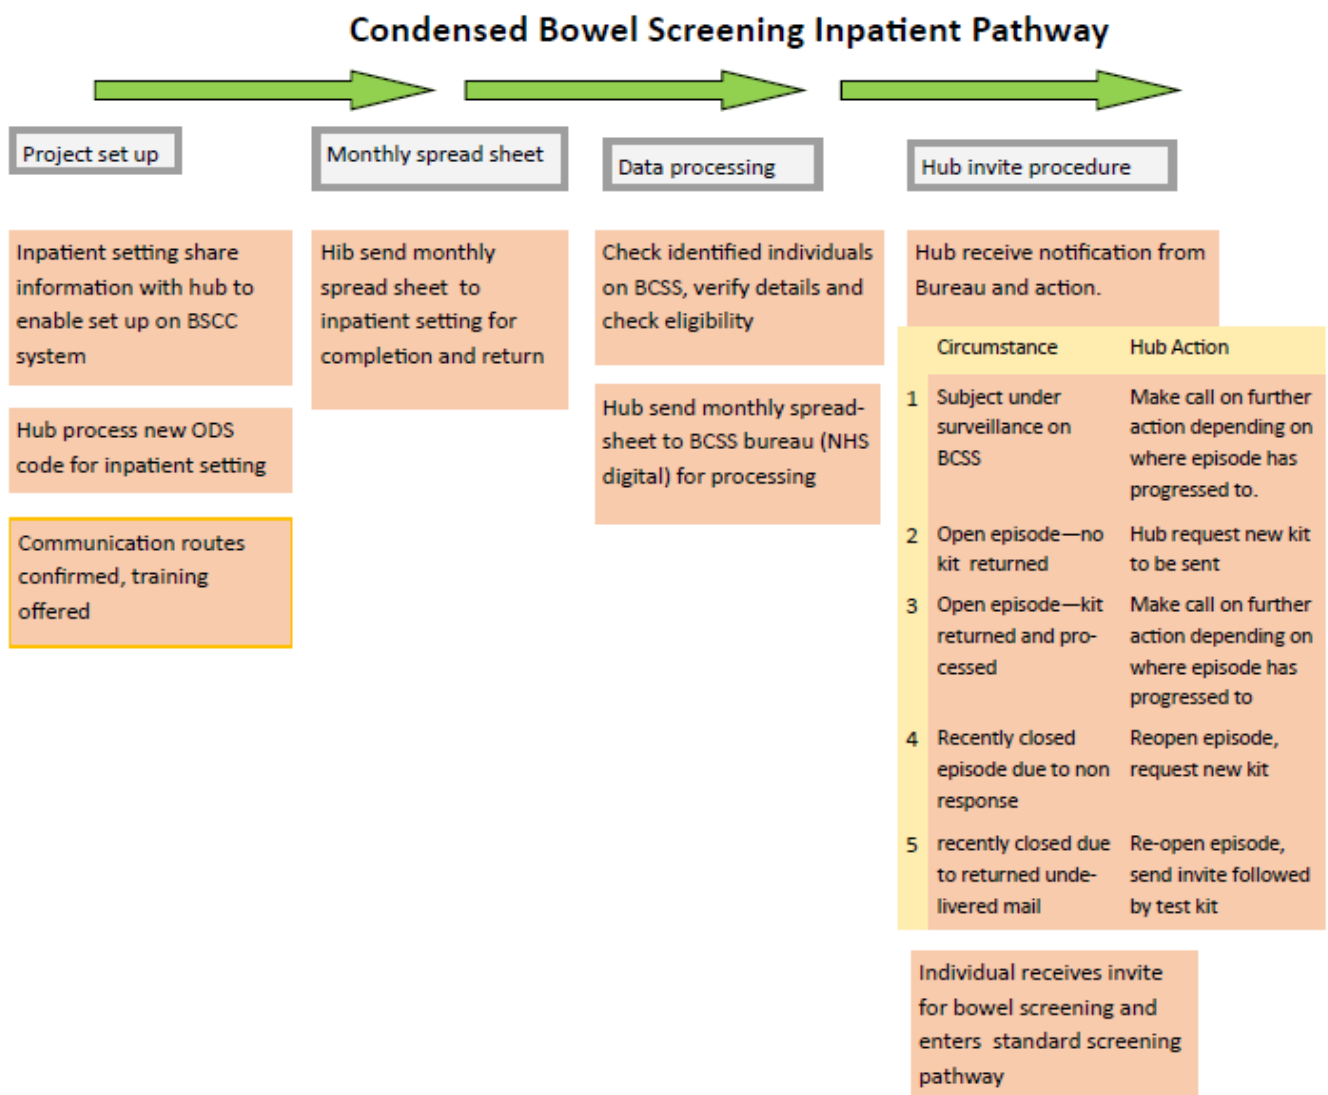 Condensed Bowel Screening Inpatient Pathway
Project set up
Inpatient setting share
information with hub to
enable set up on BSCC
system
Hub process new ODS
code for inpatient setting
Communication routes
confirmed, training
offered
Monthly spread sheet
Hib send monthly
spread sheet to
inpatient setting for
completion and return
Data processing
Check identified individuals
on BCSS, verify details and
check eligibility
Hub send monthly spread-
sheet to BCSS bureau (NHS
digital) for processing
Hub invite procedure
Hub receive notification from
Bureau and action.
Circumstance Hub Action
1 Subject under Make call on further
surveillance on action depending on
BCSS where episode has
progressed to.
2 Open episode—no Hub request new kit
kit returned to be sent
3 Open episode—kit Make call on further
returned and pro- action depending on
cessed where episode has
progressed to
4 Recently closed Reopen episode,
episode due to non request new kit
response
5 recently closed due Re-open episode,
to returned unde- send invite followed
livered mail by test kit
Individual receives invite
for bowel screening and
enters standard screening
pathway